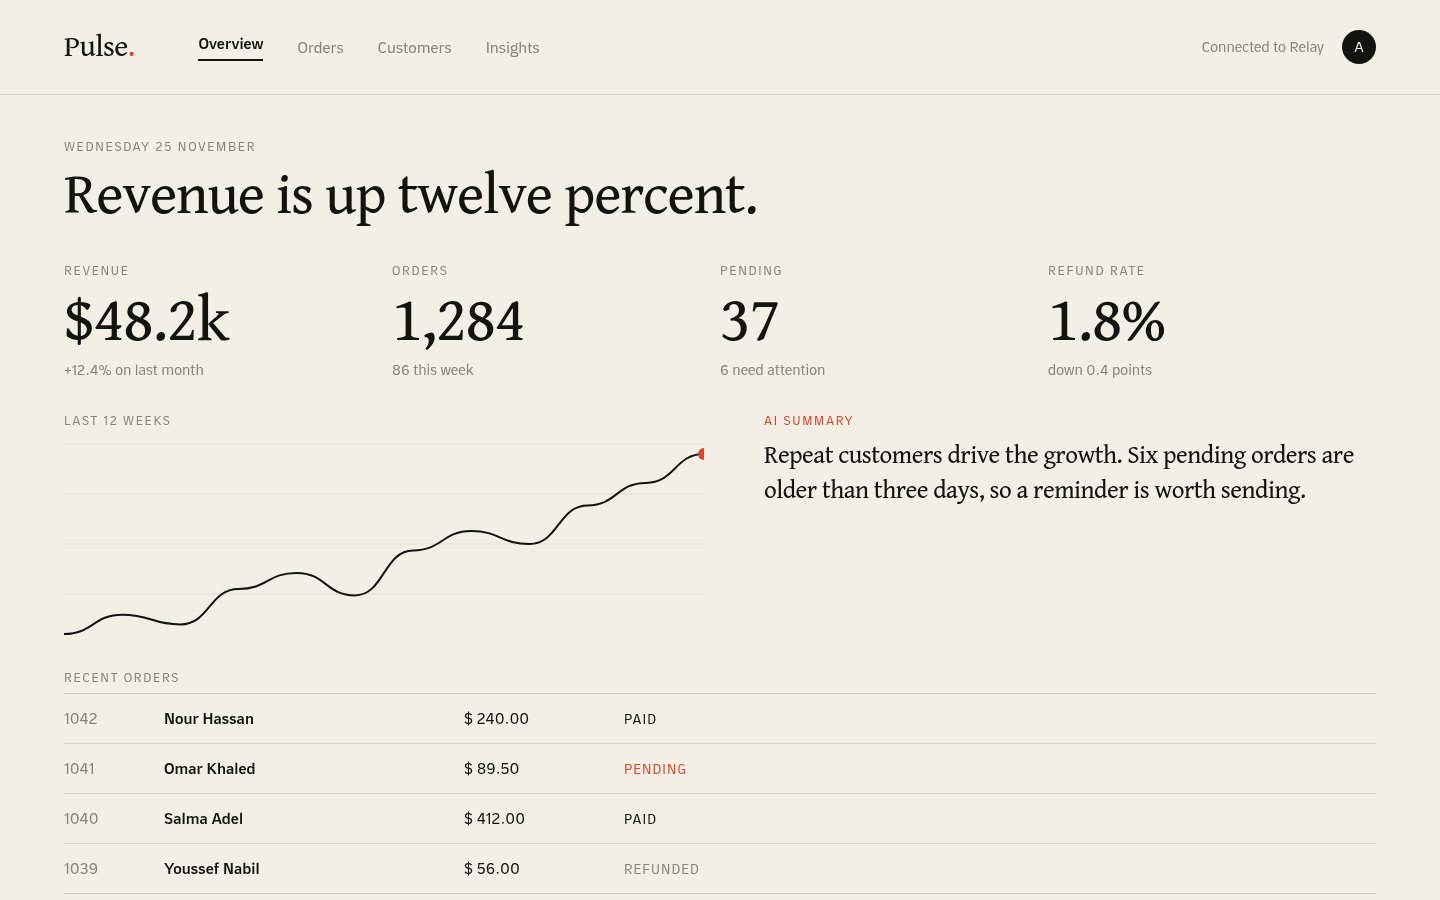 Pulse.
Overview
Orders
Customers
Insights
Connected to Relay
A
WEDNESDAY 25 NOVEMBER
Revenue is up twelve percent.
REVENUE
$48.2k
+12.4% on last month
ORDERS
1,284
86 this week
PENDING
37
6 need attention
REFUND RATE
1.8%
down 0.4 points
LAST 12 WEEKS
AI SUMMARY
Repeat customers drive the growth. Six pending orders are
older than three days, so a reminder is worth sending.
RECENT ORDERS
1042 Nour Hassan $ 240.00 PAID
1041 Omar Khaled $ 89.50 PENDING
1040 Salma Adel $ 412.00 PAID
1039 Youssef Nabil $ 56.00 REFUNDED